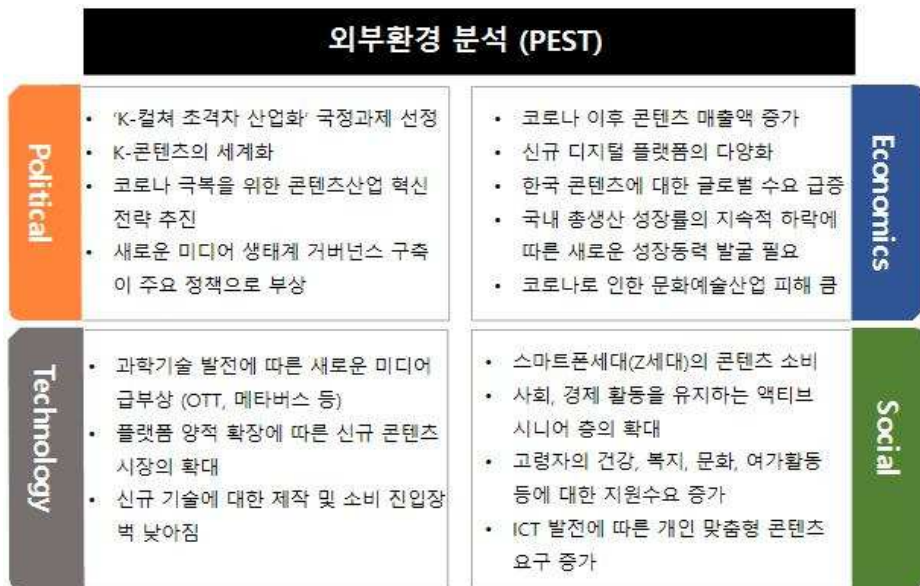 외부환경 분석 (PEST)
Political
• 'K-컬쳐 초격차 산업화' 국정과제 선정
• K-콘텐츠의 세계화
• 코로나 극복을 위한 콘텐츠산업 혁신
전략 추진
• 새로운 미디어 생태계 거버넌스 구축
이 주요 정책으로 부상
• 코로나 이후 콘텐츠 매출액 증가
• 신규 디지털 플랫폼의 다양화
• 한국 콘텐츠에 대한 글로벌 수요 급증
• 국내 총생산 성장률의 지속적 하락에
따른 새로운 성장동력 발굴 필요
• 코로나로 인한 문화예술산업 피해 큼
Economics
Technology
• 과학기술 발전에 따른 새로운 미디어
급부상 (OTT, 메타버스 등)
• 플랫폼 양적 확장에 따른 신규 콘텐츠
시장의 확대
• 신규 기술에 대한 제작 및 소비 진입장
벽 낮아짐
• 스마트폰세대(Z세대)의 콘텐츠 소비
• 사회, 경제 활동을 유지하는 액티브
시니어 층의 확대
• 고령자의 건강, 복지, 문화, 여가활동
등에 대한 지원수요 증가
• ICT 발전에 따른 개인 맞춤형 콘텐츠
요구 증가
Social